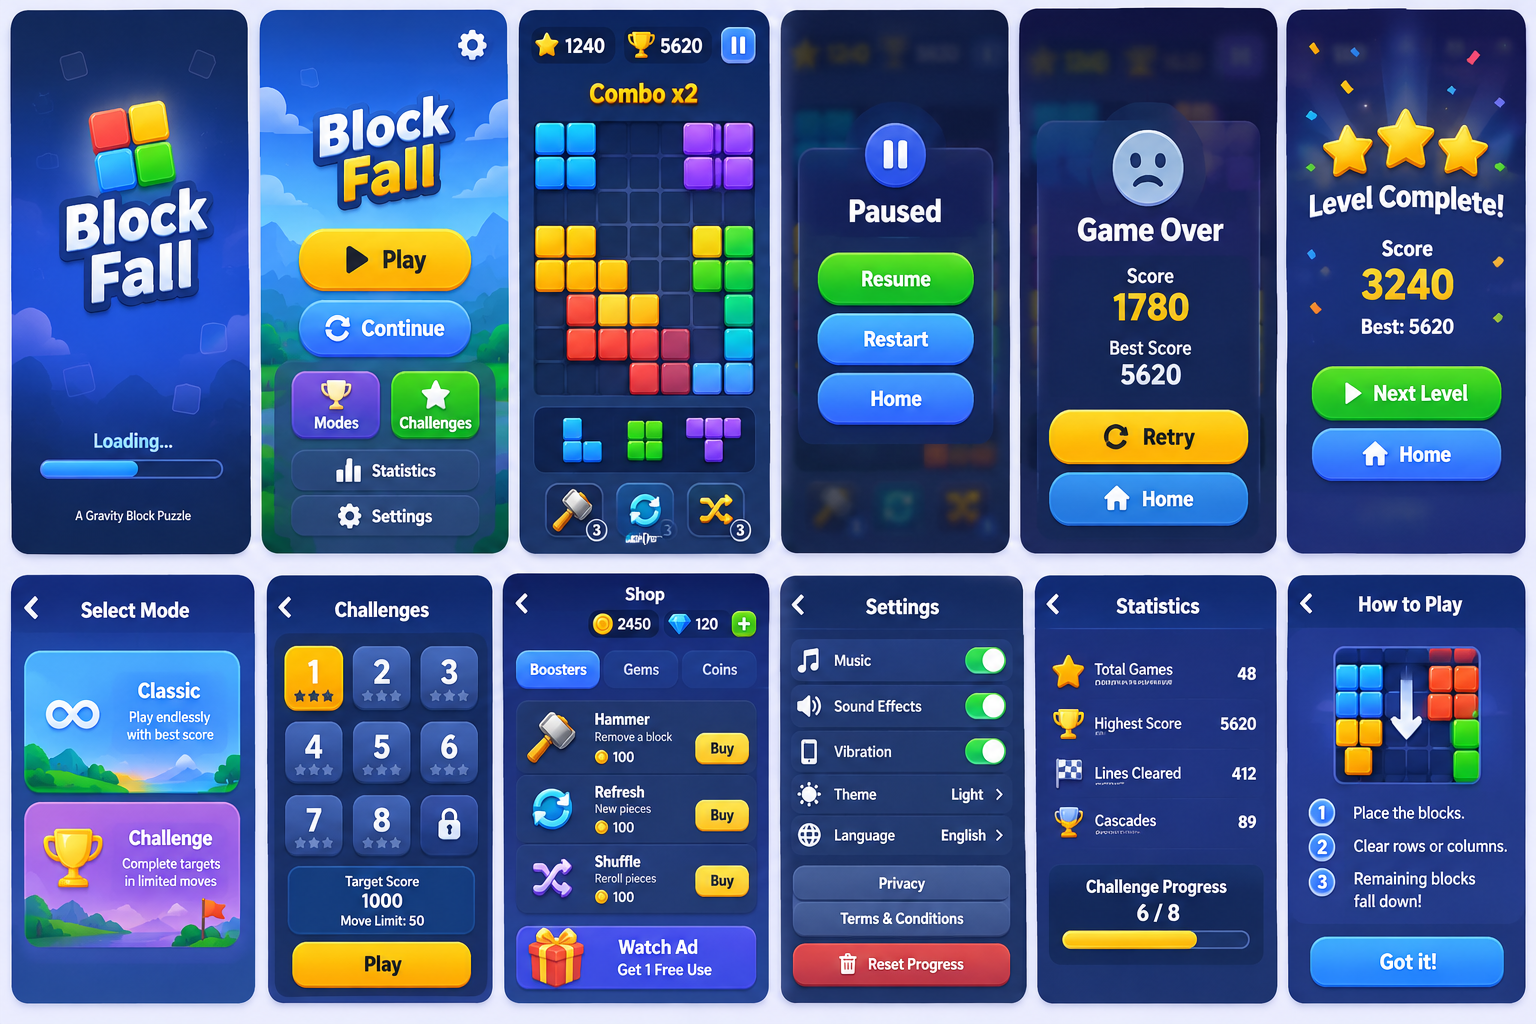 Block
Fall
Loading...
A Gravity Block Puzzle
Block
Fall
Play
Continue
Modes
Challenges
Statistics
Settings
1240
5620
Combo x2
3
3
3
Paused
Resume
Restart
Home
Game Over
Score
1780
Best Score
5620
Retry
Home
Level Complete!
Score
3240
Best: 5620
Next Level
Home
Select Mode
Classic
Play endlessly
with best score
Challenge
Complete targets
in limited moves
Challenges
1
2
3
4
5
6
7
8
Target Score
1000
Move Limit: 50
Play
Shop
2450
120
Boosters
Gems
Coins
Hammer
Remove a block
100
Buy
Refresh
New pieces
100
Buy
Shuffle
Reroll pieces
100
Buy
Watch Ad
Get 1 Free Use
Settings
Music
Sound Effects
Vibration
Theme
Light
Language
English
Privacy
Terms & Conditions
Reset Progress
Statistics
Total Games
48
Highest Score
5620
Lines Cleared
412
Cascades
89
Challenge Progress
6 / 8
How to Play
1 Place the blocks.
2 Clear rows or columns.
3 Remaining blocks
fall down!
Got it!